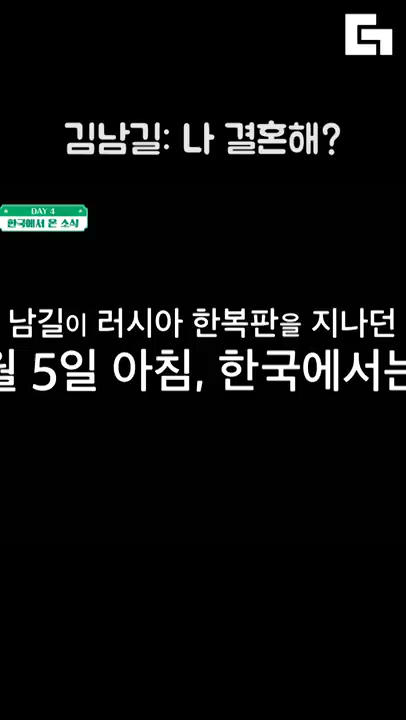 김남길: 나 결혼해?
DAY 4
한국에서 온 소식
남길이 러시아 한복판을 지나던
월 5일 아침, 한국에서는